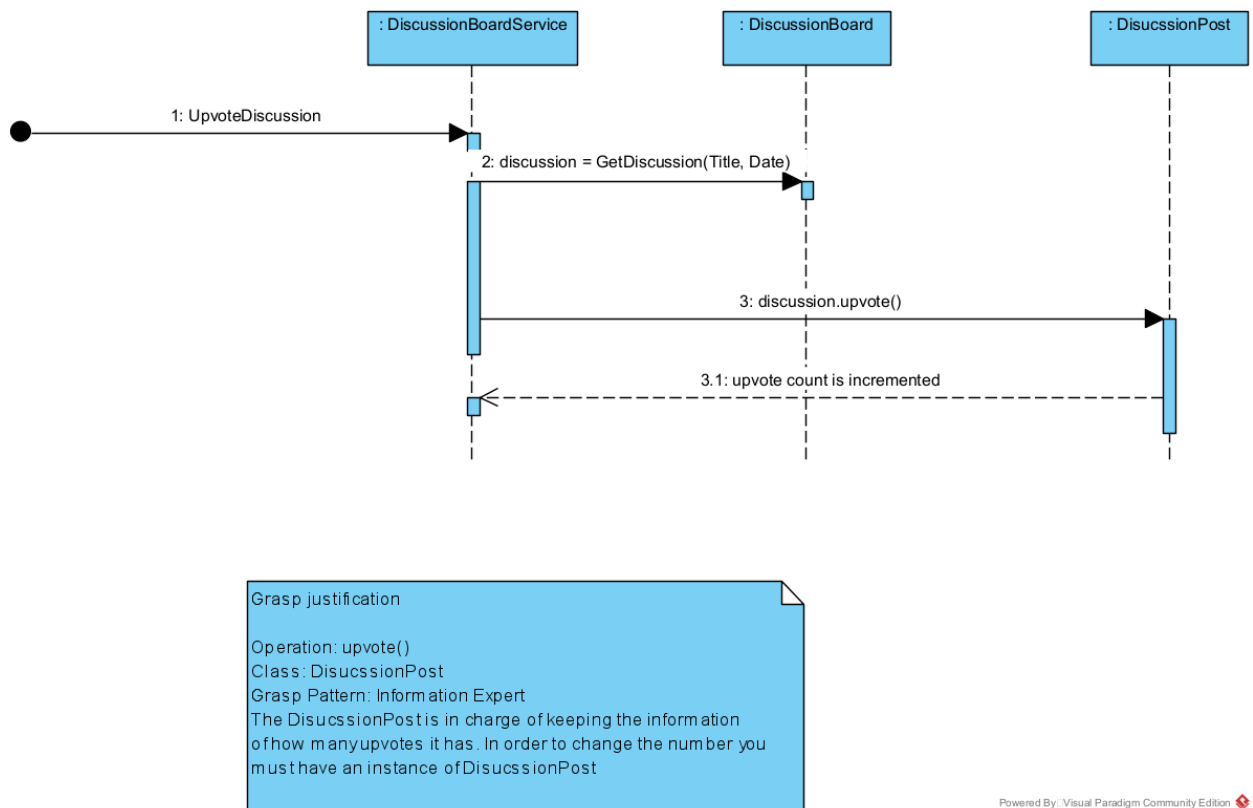 : DiscussionBoardService
: DiscussionBoard
: DisucssionPost
1: UpvoteDiscussion
2: discussion = GetDiscussion(Title, Date)
3: discussion.upvote()
3.1: upvote count is incremented
Grasp justification
Operation: upvote()
Class: DisucssionPost
Grasp Pattern: Information Expert
The DisucssionPost is in charge of keeping the information
of how many upvotes it has. In order to change the number you
must have an instance of DisucssionPost
Powered By Visual Paradigm Community Edition